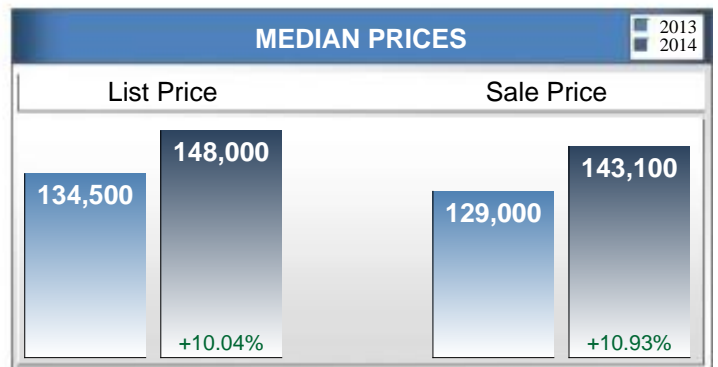 MEDIAN PRICES
2013
2014
List Price
Sale Price
134,500
148,000
+10.04%
129,000
143,100
+10.93%